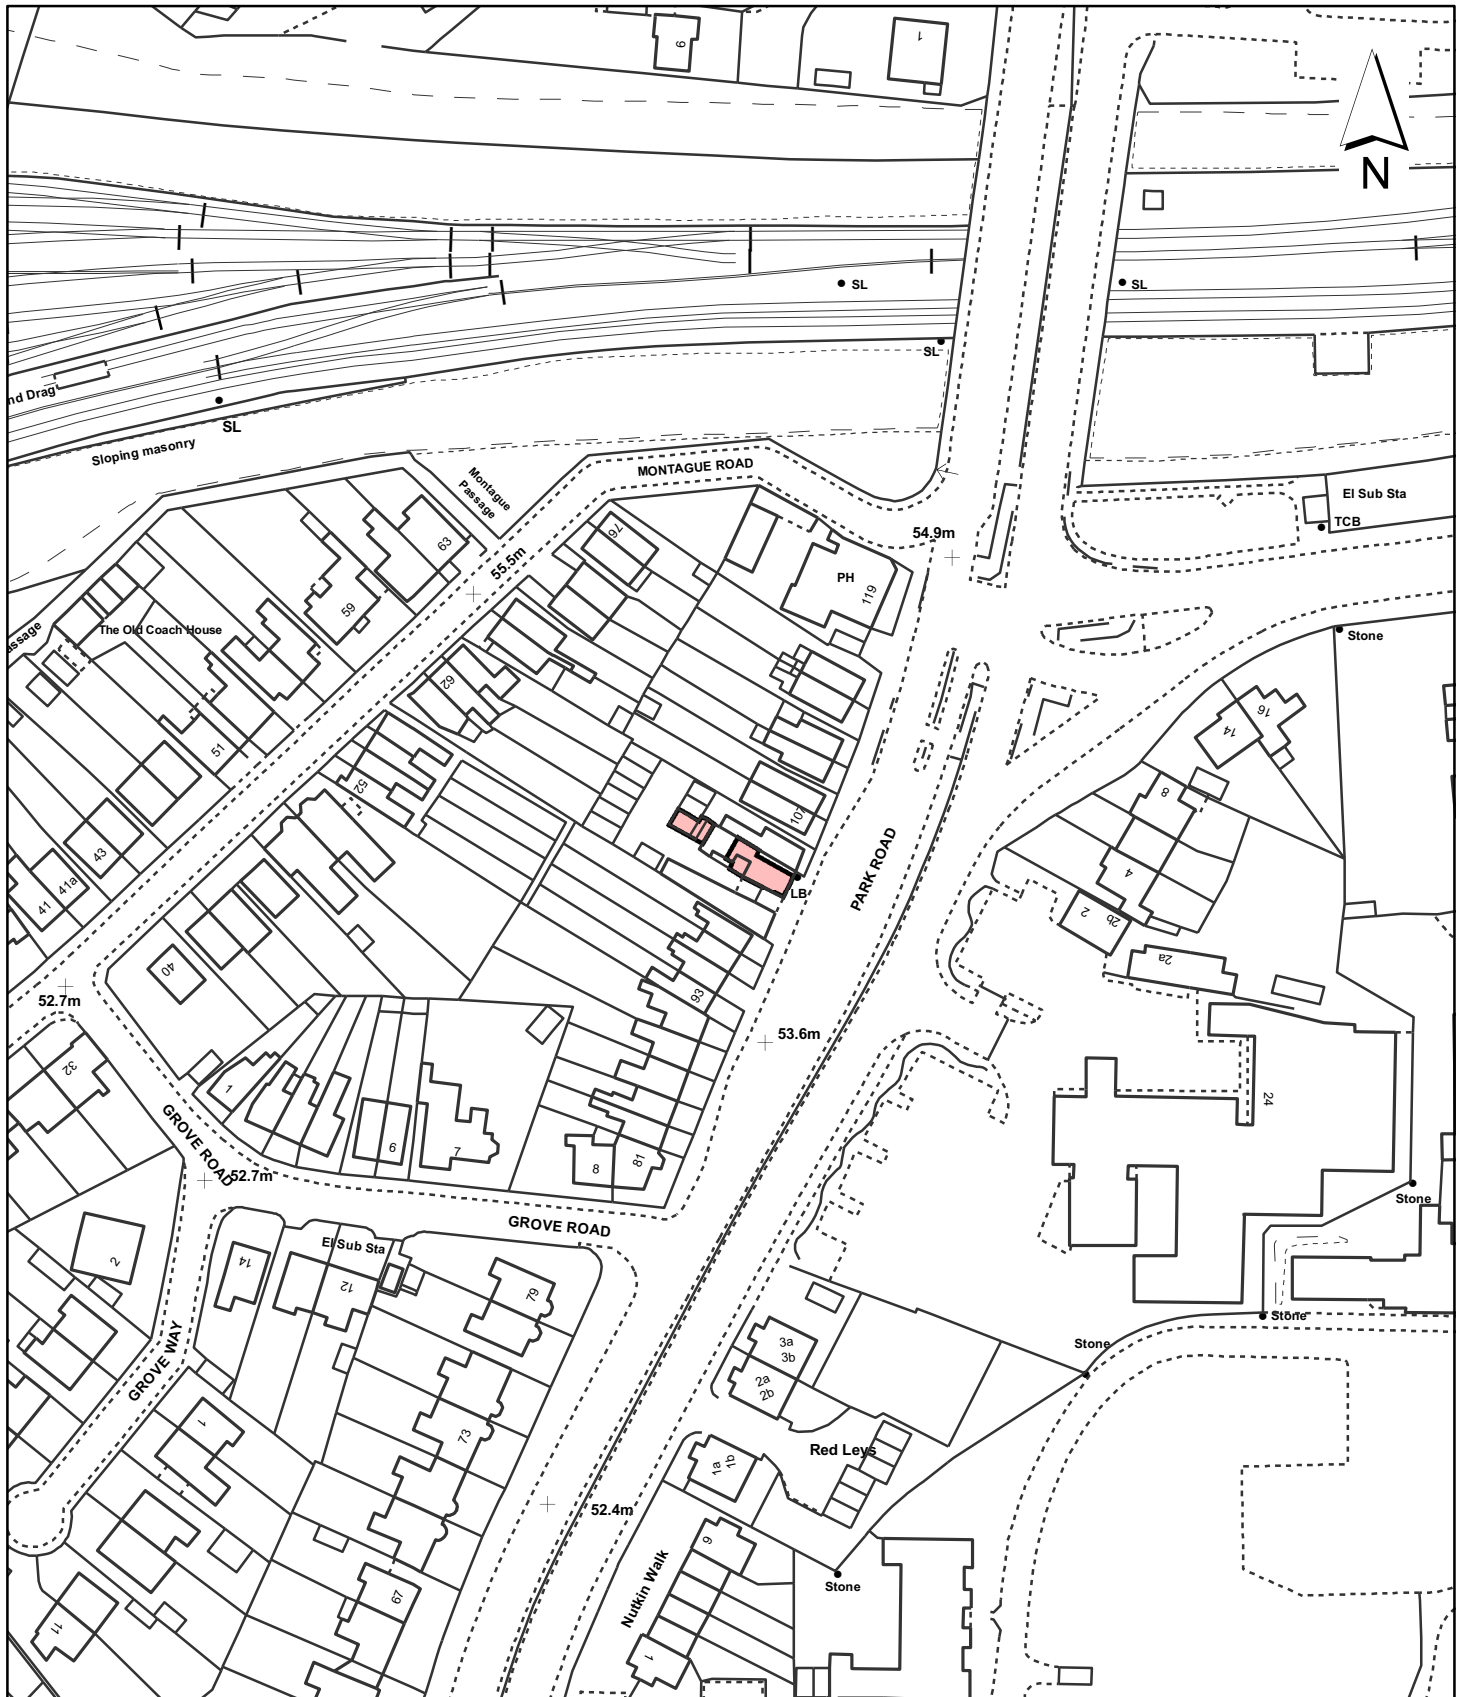 9
1
N
SL
SL
SL
nd Drag
SL
Sloping masonry
MONTAGUE ROAD
Montague
Passage
El Sub Sta
TCB
54.9m
76
63
55.5m
PH
119
59
The Old Coach House
assage
Stone
62
16
14
51
52
8
107
43
PARK ROAD
41a
41
4
LB
2
2b
2a
40
93
52.7m
53.6m
32
1
24
GROVE ROAD
6
7
8
81
52.7m
Stone
GROVE ROAD
El Sub Sta
14
12
2
79
Stone
3a
3b
Stone
2a
2b
GROVE WAY
1
73
Red Leys
1a
1b
52.4m
9
Nutkin Walk
Stone
67
11
1